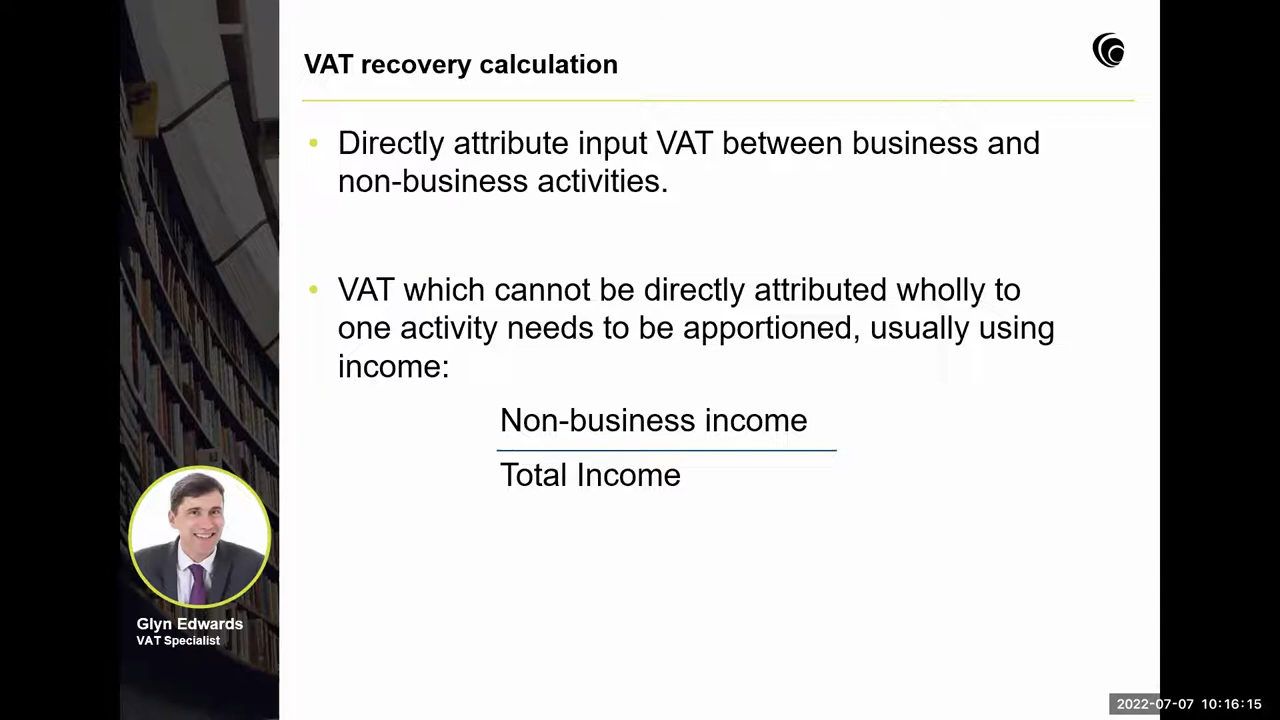 VAT recovery calculation
• Directly attribute input VAT between business and
non-business activities.
• VAT which cannot be directly attributed wholly to
one activity needs to be apportioned, usually using
income:
Non-business income
Total Income
Glyn Edwards
VAT Specialist
2022-07-07 10:16:15